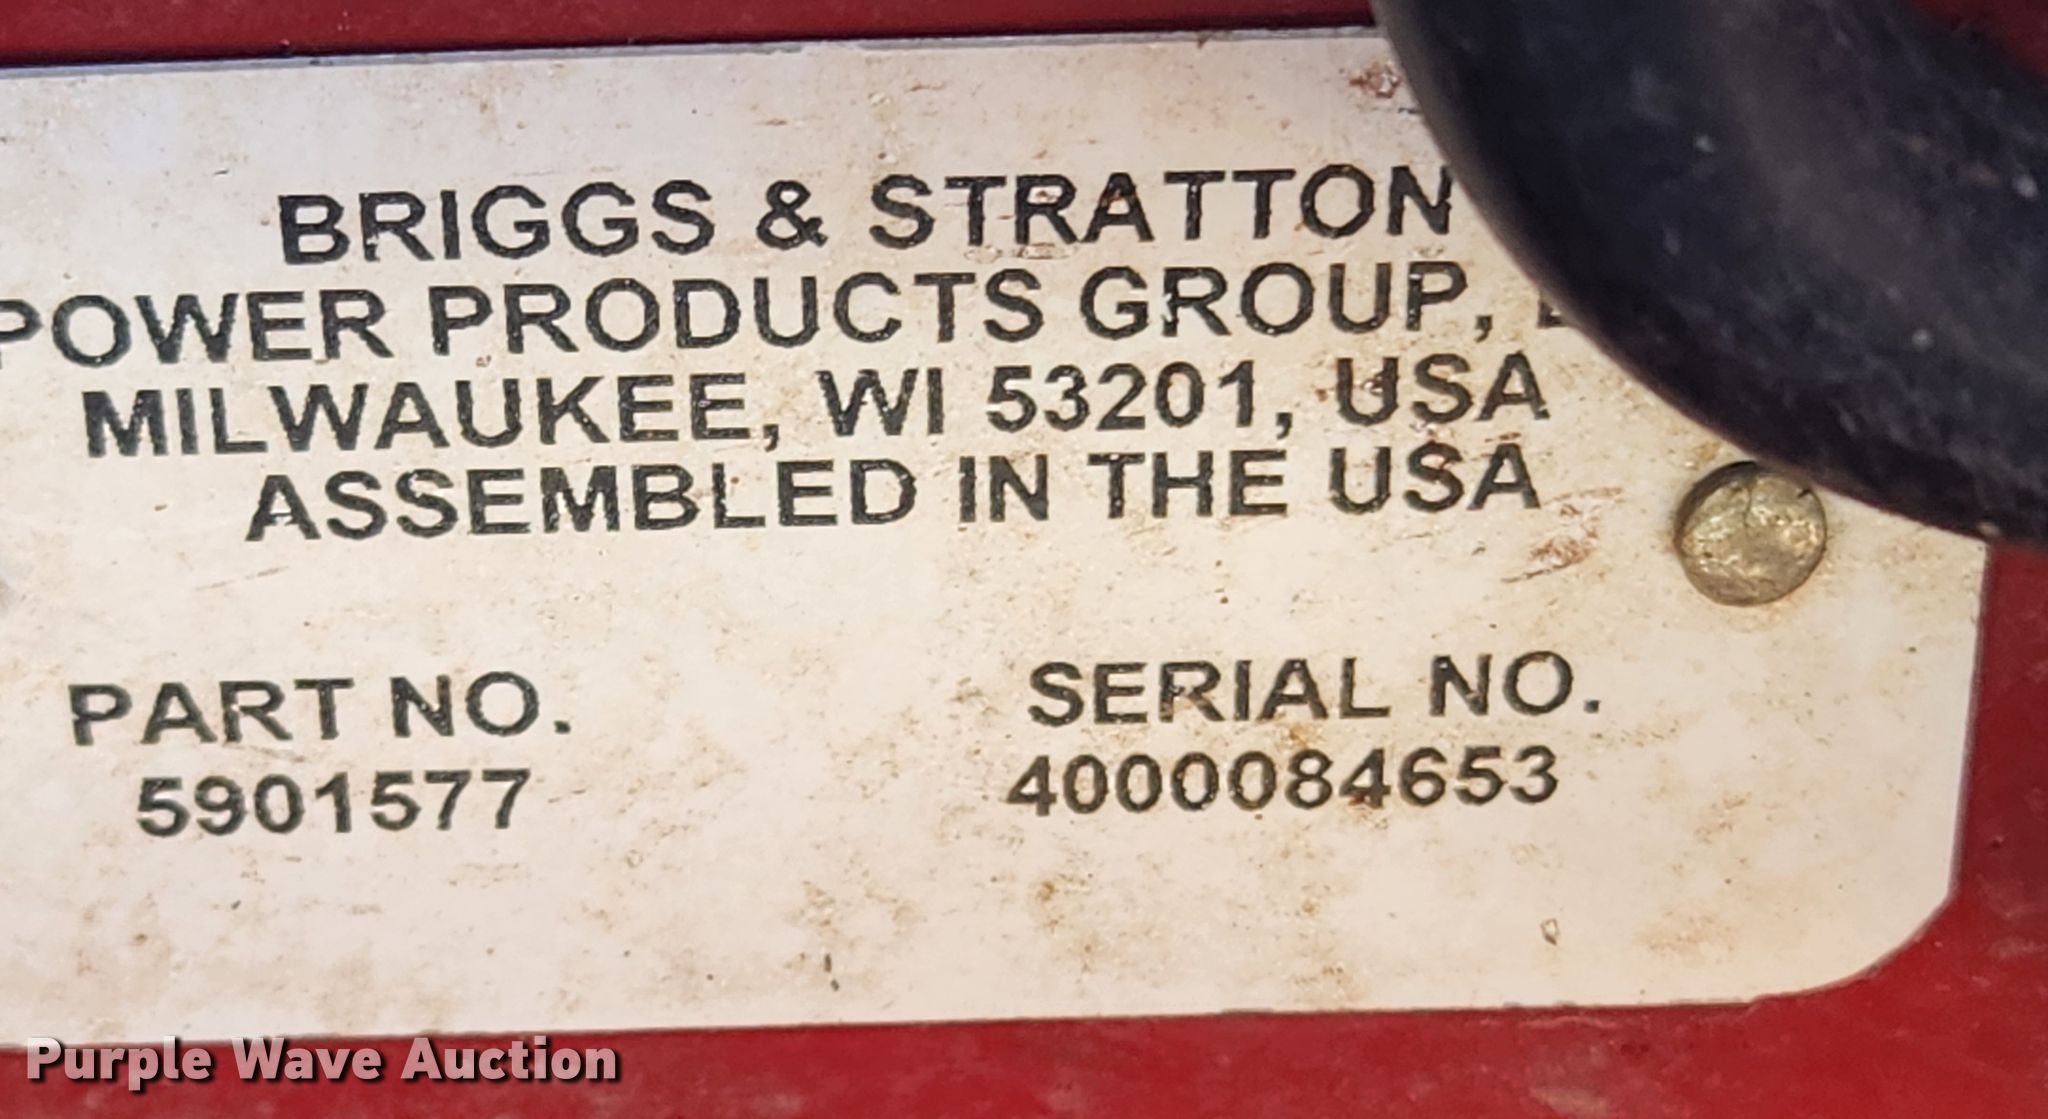 BRIGGS & STRATTON
POWER PRODUCTS GROUP,
MILWAUKEE, WI 53201, USA
ASSEMBLED IN THE USA
PART NO.
5901577
SERIAL NO.
4000084653
Purple Wave Auction